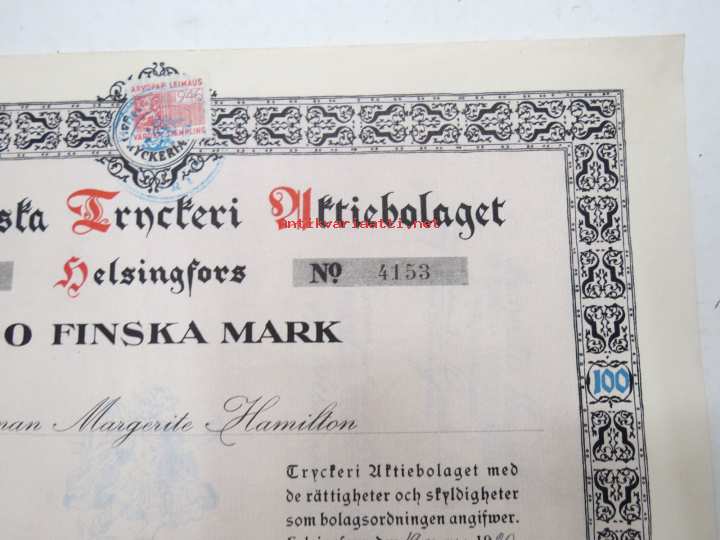 ARVOPAP. LEIMAUS
1946
TRYCKERI
ska Tryckeri Aktiebolaget
antikvariaatti.net
Helsingfors No 4153
O FINSKA MARK
100
man Margerite Hamilton
Tryckeri Aktiebolaget med
de rättigheter och skyldigheter
som bolagsordningen angifwer.